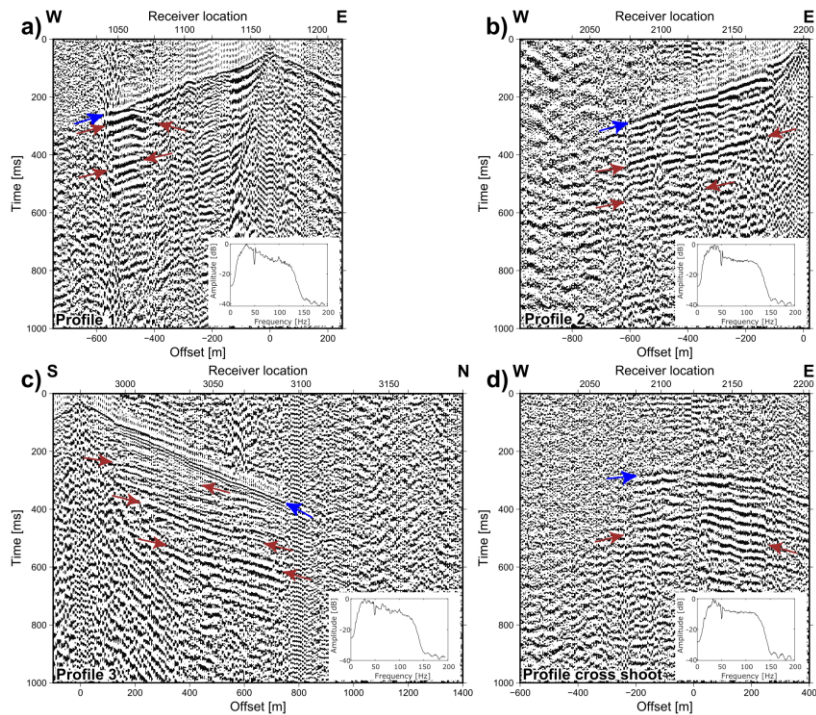 a) W Receiver location E
1050 1100 1150 1200
0
200
400
600
800
1000
Time [ms]
Amplitude [dB]
0
−20
−40
0 50 100 150 200
Frequency [Hz]
Profile 1
−600 −400 −200 0 200
Offset [m]
b) W Receiver location E
2050 2100 2150 2200
0
200
400
600
800
1000
Time [ms]
Amplitude [dB]
0
−20
−40
0 50 100 150 200
Frequency [Hz]
Profile 2
−800 −600 −400 −200 0
Offset [m]
c) S Receiver location N
3000 3050 3100 3150
0
200
400
600
800
1000
Time [ms]
Amplitude [dB]
0
−20
−40
0 50 100 150 200
Frequency [Hz]
Profile 3
0 200 400 600 800 1000 1200 1400
Offset [m]
d) W Receiver location E
2050 2100 2150 2200
0
200
400
600
800
1000
Time [ms]
Amplitude [dB]
0
−20
−40
0 50 100 150 200
Frequency [Hz]
Profile cross shoot
−600 −400 −200 0 200 400
Offset [m]